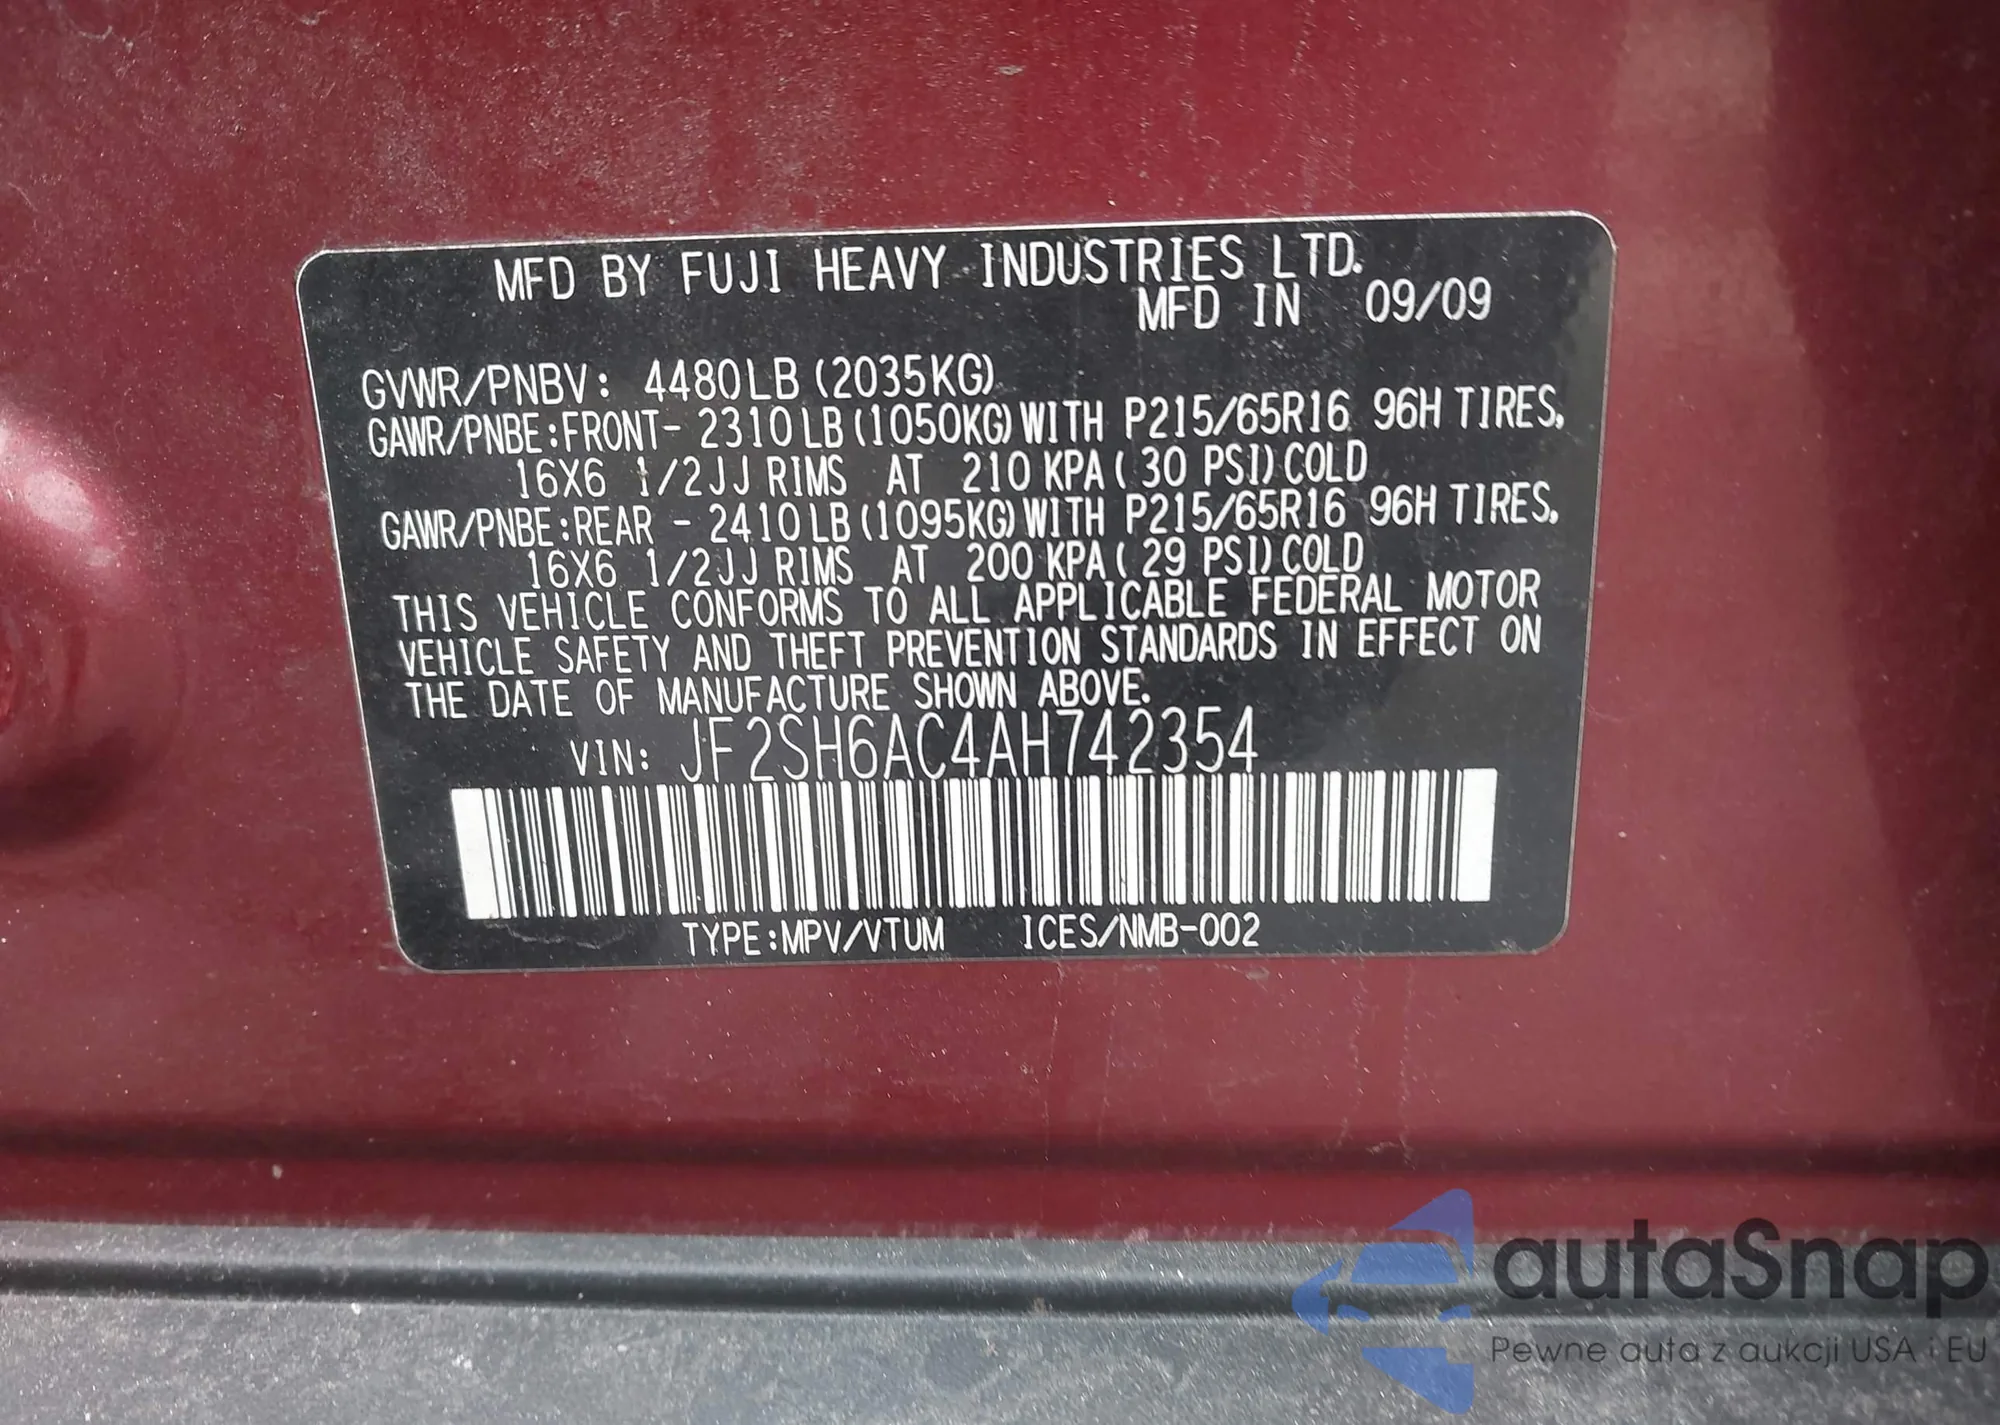 MFD BY FUJI HEAVY INDUSTRIES LTD.
MFD IN 09/09
GVWR/PNBV: 4480LB (2035KG)
GAWR/PNBE:FRONT- 2310LB (1050KG) WITH P215/65R16 96H TIRES,
16X6 1/2JJ RIMS AT 210 KPA ( 30 PSI) COLD
GAWR/PNBE:REAR - 2410LB (1095KG) WITH P215/65R16 96H TIRES,
16X6 1/2JJ RIMS AT 200 KPA ( 29 PSI) COLD
THIS VEHICLE CONFORMS TO ALL APPLICABLE FEDERAL MOTOR
VEHICLE SAFETY AND THEFT PREVENTION STANDARDS IN EFFECT ON
THE DATE OF MANUFACTURE SHOWN ABOVE.
VIN: JF2SH6AC4AH742354
TYPE:MPV/VTUM ICES/NMB-002
autaSnap
Pewne auta z aukcji USA i EU